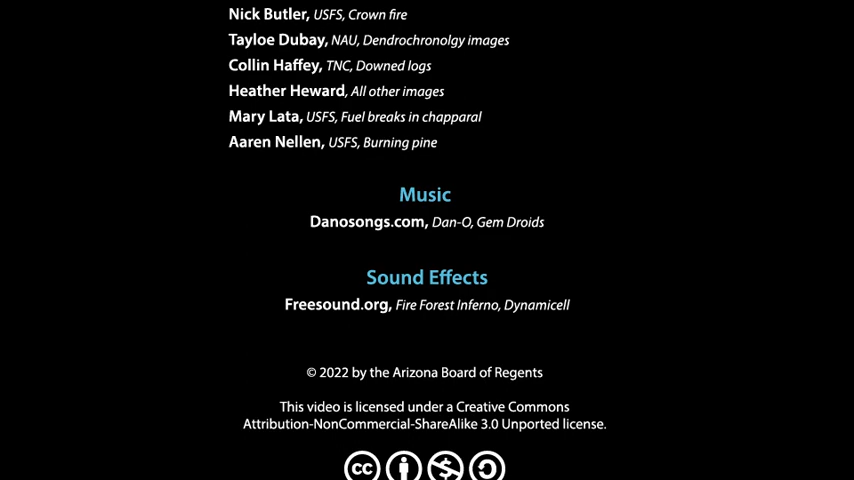 Nick Butler, USFS, Crown fire
Tayloe Dubay, NAU, Dendrochronolgy images
Collin Haffey, TNC, Downed logs
Heather Heward, All other images
Mary Lata, USFS, Fuel breaks in chapparal
Aaren Nellen, USFS, Burning pine
Music
Danosongs.com, Dan-O, Gem Droids
Sound Effects
Freesound.org, Fire Forest Inferno, Dynamicell
© 2022 by the Arizona Board of Regents
This video is licensed under a Creative Commons
Attribution-NonCommercial-ShareAlike 3.0 Unported license.
cc